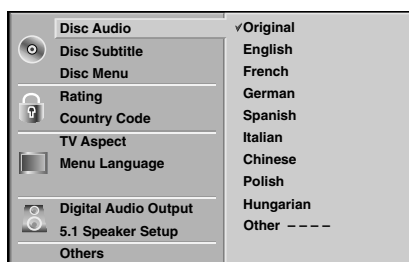 Disc Audio
Disc Subtitle
Disc Menu
Rating
Country Code
TV Aspect
Menu Language
Digital Audio Output
5.1 Speaker Setup
Others
✓Original
English
French
German
Spanish
Italian
Chinese
Polish
Hungarian
Other – – – –